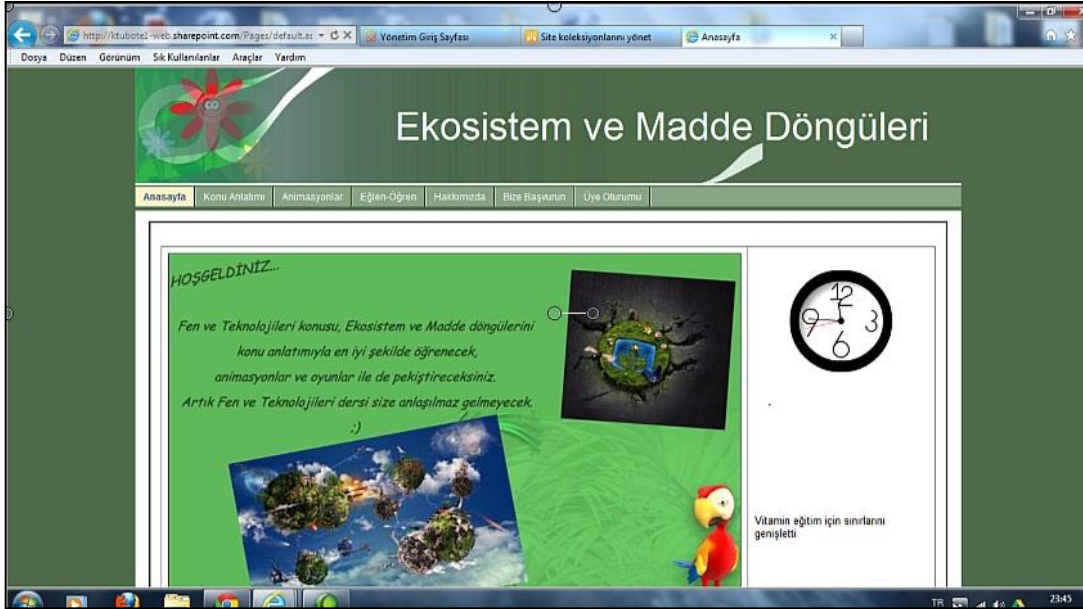 http://ktubote1-web.sharepoint.com/Pages/default.as
Yönetim Giriş Sayfası
Site koleksiyonlarını yönet
Anasayfa
Dosya Düzen Görünüm Sık Kullanılanlar Araçlar Yardım
Ekosistem ve Madde Döngüleri
Anasayfa Konu Anlatımı Animasyonlar Eğlen-Öğren Hakkımızda Bize Başvurun Üye Oturumu
HOŞGELDİNİZ...
Fen ve Teknolojileri konusu, Ekosistem ve Madde döngülerini
konu anlatımıyla en iyi şekilde öğrenecek,
animasyonlar ve oyunlar ile de pekiştireceksiniz.
Artık Fen ve Teknolojileri dersi size anlaşılmaz gelmeyecek.
;)
12
9 3
6
Vitamin eğitim için sınırlarını
genişletti
TR
23:45